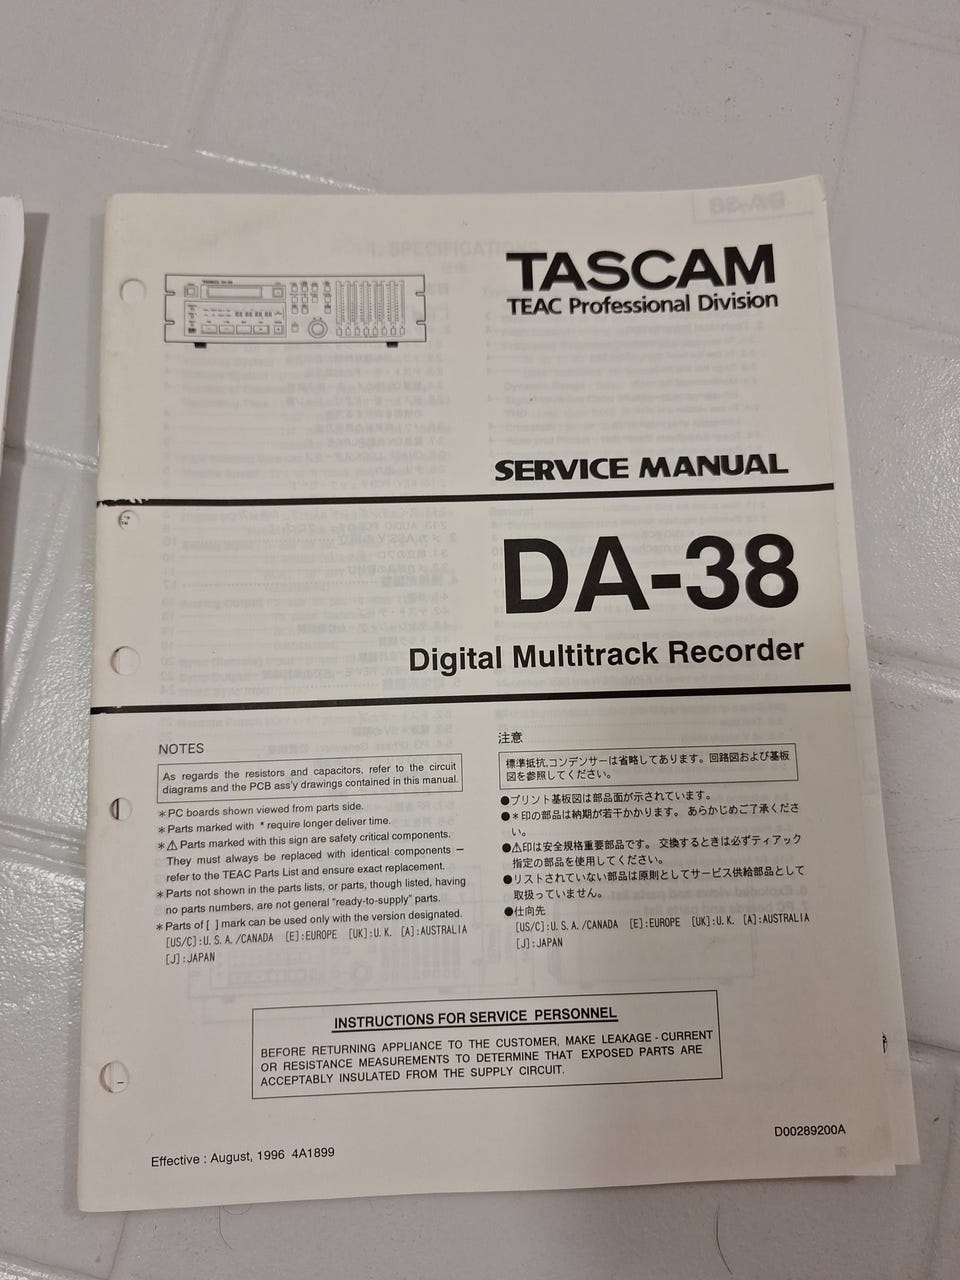 TASCAM
TEAC Professional Division
SERVICE MANUAL
DA-38
Digital Multitrack Recorder
NOTES
As regards the resistors and capacitors, refer to the circuit
diagrams and the PCB ass'y drawings contained in this manual.
*PC boards shown viewed from parts side.
*Parts marked with * require longer deliver time.
*⚠ Parts marked with this sign are safety critical components.
They must always be replaced with identical components –
refer to the TEAC Parts List and ensure exact replacement.
*Parts not shown in the parts lists, or parts, though listed, having
no parts numbers, are not general "ready-to-supply" parts.
*Parts of [ ] mark can be used only with the version designated.
[US/C]:U.S.A./CANADA [E]:EUROPE [UK]:U.K. [A]:AUSTRALIA
[J]:JAPAN
注意
標準抵抗,コンデンサーは省略してあります。回路図および基板
図を参照してください。
●プリント基板図は部品面が示されています。
●*印の部品は納期が若干かかります。 あらかじめご了承くださ
い。
●⚠印は安全規格重要部品です。 交換するときは必ずティアック
指定の部品を使用してください。
●リストされていない部品は原則としてサービス供給部品として
取扱っていません。
●仕向先
[US/C]:U.S.A./CANADA [E]:EUROPE [UK]:U.K. [A]:AUSTRALIA
[J]:JAPAN
INSTRUCTIONS FOR SERVICE PERSONNEL
BEFORE RETURNING APPLIANCE TO THE CUSTOMER, MAKE LEAKAGE-CURRENT
OR RESISTANCE MEASUREMENTS TO DETERMINE THAT EXPOSED PARTS ARE
ACCEPTABLY INSULATED FROM THE SUPPLY CIRCUIT.
D00289200A
Effective : August, 1996 4A1899